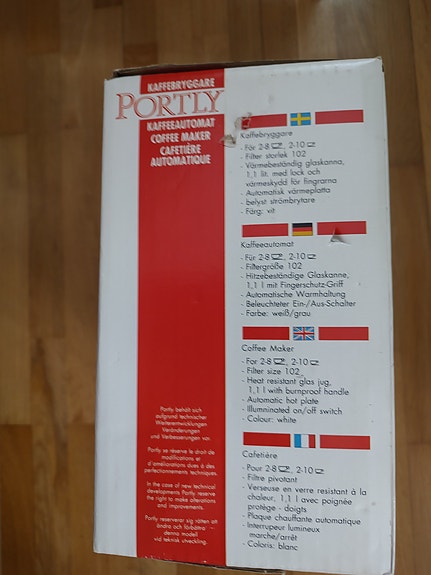 KAFFEBRYGGARE
PORTLY
KAFFEEAUTOMAT
COFFEE MAKER
CAFETIÈRE
AUTOMATIQUE
Kaffebryggare
- För 2-8, 2-10
- Filter storlek 102
- Värmebeständig glaskanna,
1,1 lit. med lock och
värmeskydd för fingrarna
- Automatisk värmeplatta
- belyst strömbrytare
- Färg: vit
Kaffeeautomat
- Für 2-8, 2-10
- Filtergröße 102
- Hitzebeständige Glaskanne,
1,1 l mit Fingerschutz-Griff
- Automatische Warmhaltung
- Beleuchteter Ein-/Aus-Schalter
- Farbe: weiß/grau
Coffee Maker
- For 2-8, 2-10
- Filter size 102
- Heat resistant glas jug,
1,1 l with burnproof handle
- Automatic hot plate
- Illumninated on/off switch
- Colour: white
Cafetière
- Pour 2-8, 2-10
- Filtre pivotant
- Verseuse en verre resistant à la
chaleur, 1,1 l avec poignée
protège - doigts
- Plaque chauffante automatique
- Interrupeur lumineux
marche/arrêt
- Coloris: blanc
Portly behält sich
aufgrund technischer
Weiterentwicklungen
Veränderungen
und Verbesserungen vor.
Portly se réserve le droit de
modifications et
d'améliorations dues à des
perfectionnements techniques.
In the case of new technical
developments Portly reserve
the right to make alterations
and improvements.
Portly reserverar sig rätten att
ändra och förbättra
denna modell
vid teknisk utveckling.